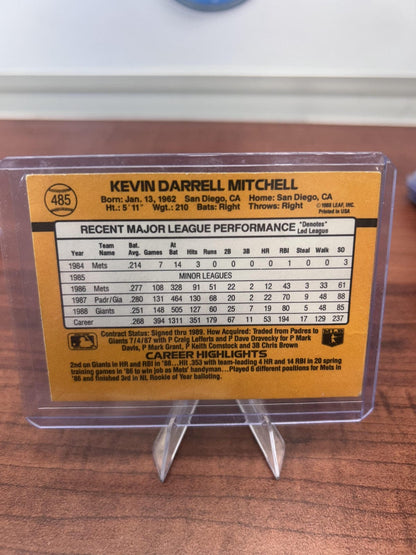 485
KEVIN DARRELL MITCHELL
Born: Jan. 13, 1962 San Diego, CA Home: San Diego, CA
Ht.: 5' 11" Wgt.: 210 Bats: Right Throws: Right
©1988 LEAF, INC.
Printed in USA
RECENT MAJOR LEAGUE PERFORMANCE
*Denotes" Led League
Year Team Name Bat. Avg. Games At Bat Hits Runs 2B 3B HR RBI Steal Walk SO
1984 Mets .214 7 14 3 0 0 0 0 1 0 0 3
1985 MINOR LEAGUES
1986 Mets .277 108 328 91 51 22 2 12 43 3 33 61
1987 Padr/Gia .280 131 464 130 68 20 2 22 70 9 48 88
1988 Giants .251 148 505 127 60 25 7 19 80 5 48 85
Career .268 394 1311 351 179 67 11 53 194 17 129 237
Contract Status: Signed thru 1989. How Acquired: Traded from Padres to
Giants 7/4/87 with P Craig Lefferts and P Dave Dravecky for P Mark
Davis, P Mark Grant, P Keith Comstock and 3B Chris Brown
CAREER HIGHLIGHTS
2nd on Giants in HR and RBI in '88... Hit .353 with team-leading 4 HR and 14 RBI in 20 spring
training games in '86 to win job as Mets' handyman... Played 6 different positions for Mets in
'86 and finished 3rd in NL Rookie of Year balloting.